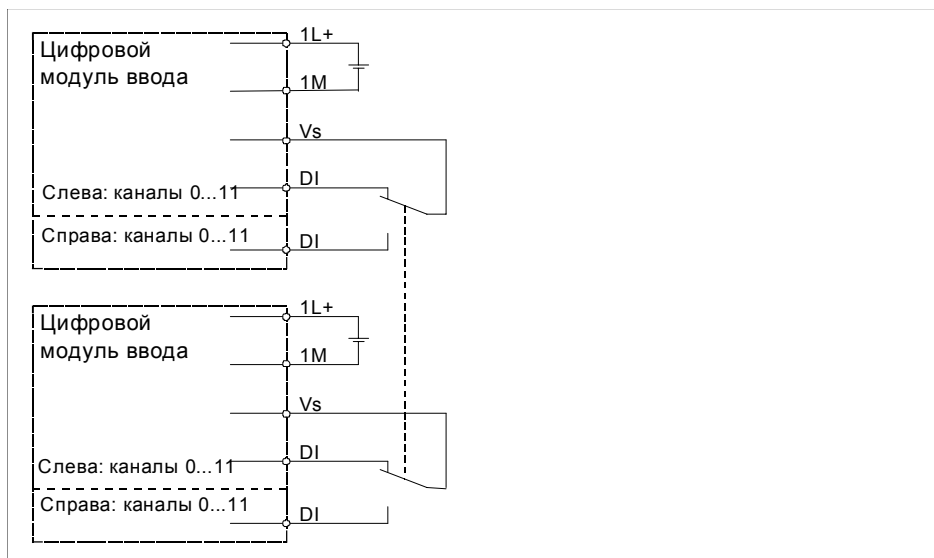 Цифровой
модуль ввода
1L+
1M
Vs
DI
Слева: каналы 0...11
Справа: каналы 0...11
DI
Цифровой
модуль ввода
1L+
1M
Vs
DI
Слева: каналы 0...11
Справа: каналы 0...11
DI